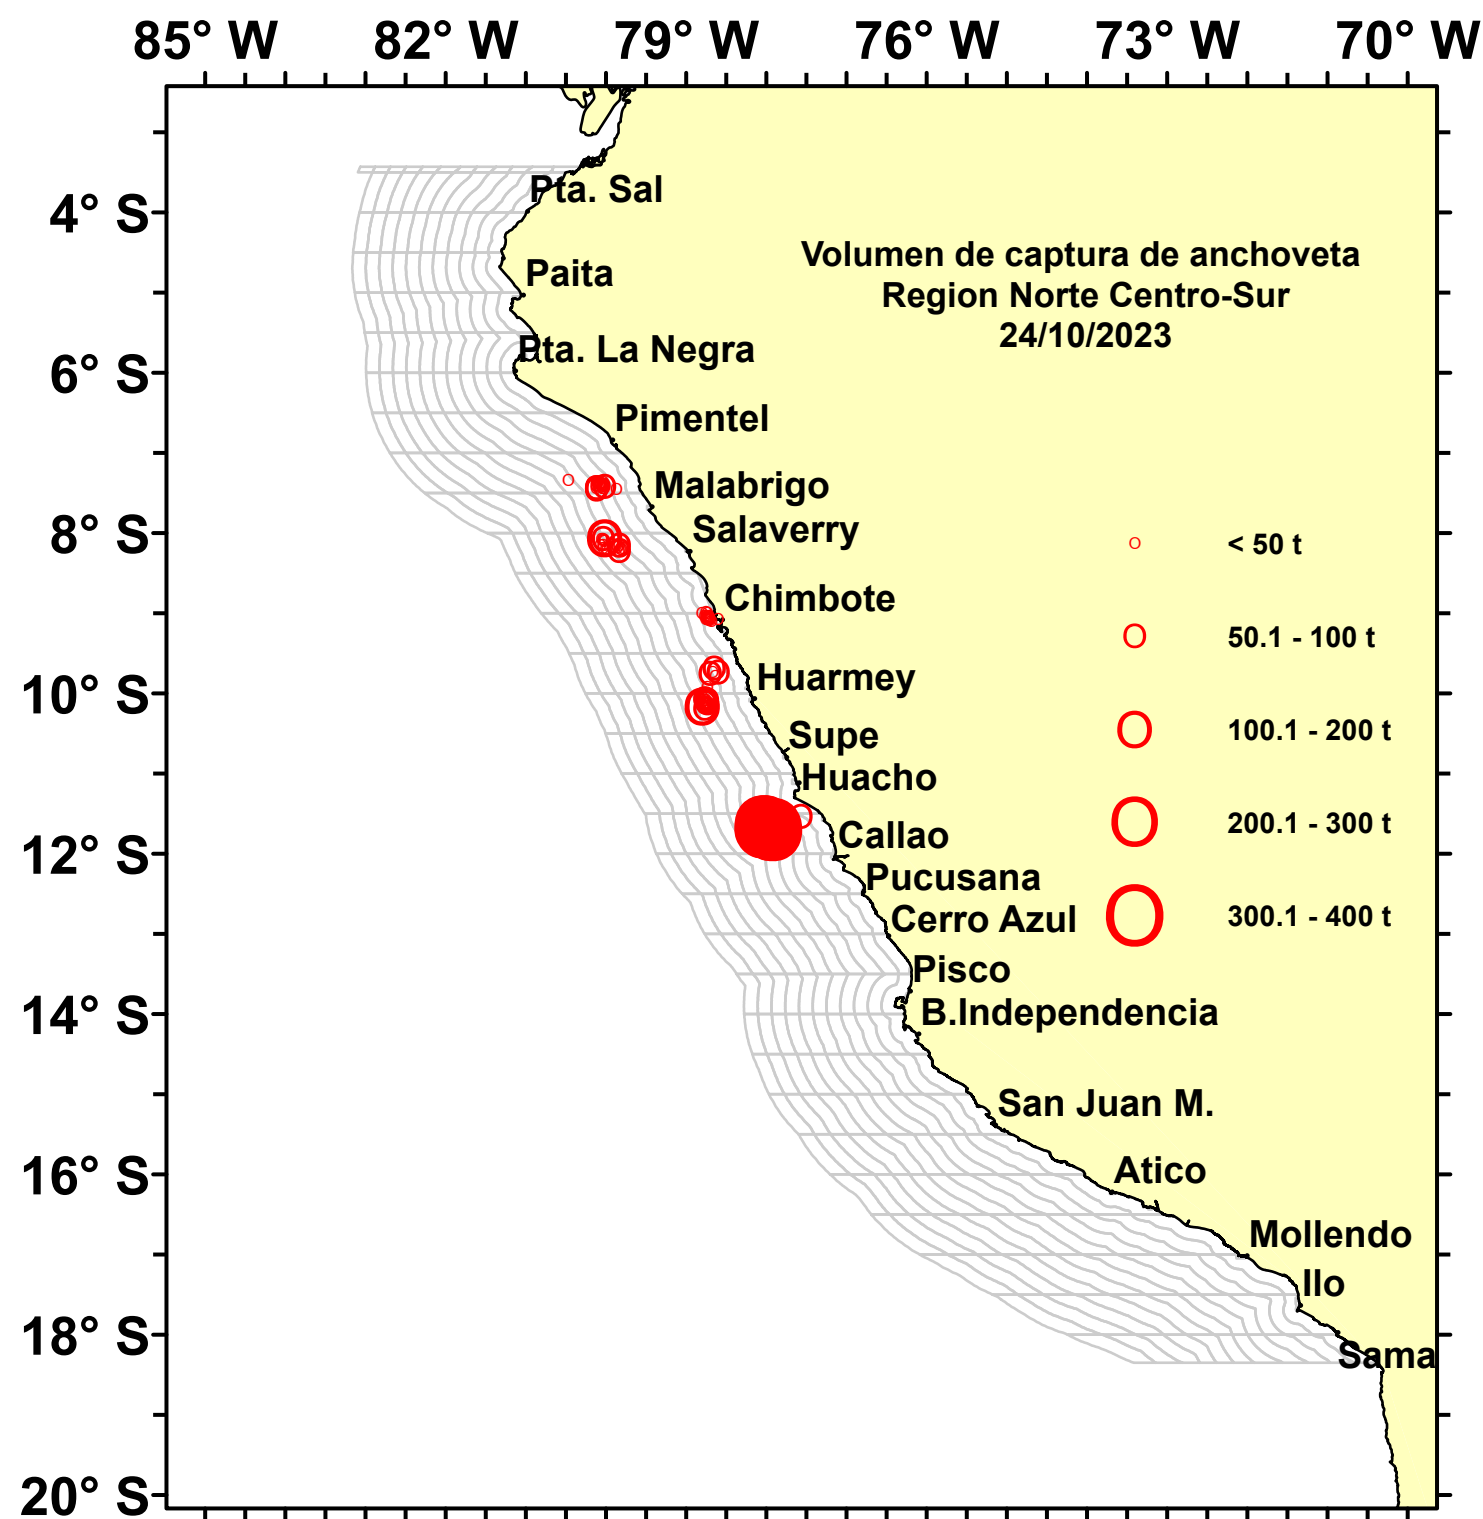 85° W 82° W 79° W 76° W 73° W 70° W
4° S
6° S
8° S
10° S
12° S
14° S
16° S
18° S
20° S
Volumen de captura de anchoveta
Region Norte Centro-Sur
24/10/2023
Pta. Sal
Paita
Pta. La Negra
Pimentel
Malabrigo
Salaverry
Chimbote
Huarmey
Supe
Huacho
Callao
Pucusana
Cerro Azul
Pisco
B.Independencia
San Juan M.
Atico
Mollendo
Ilo
Sama
< 50 t
50.1 - 100 t
100.1 - 200 t
200.1 - 300 t
300.1 - 400 t